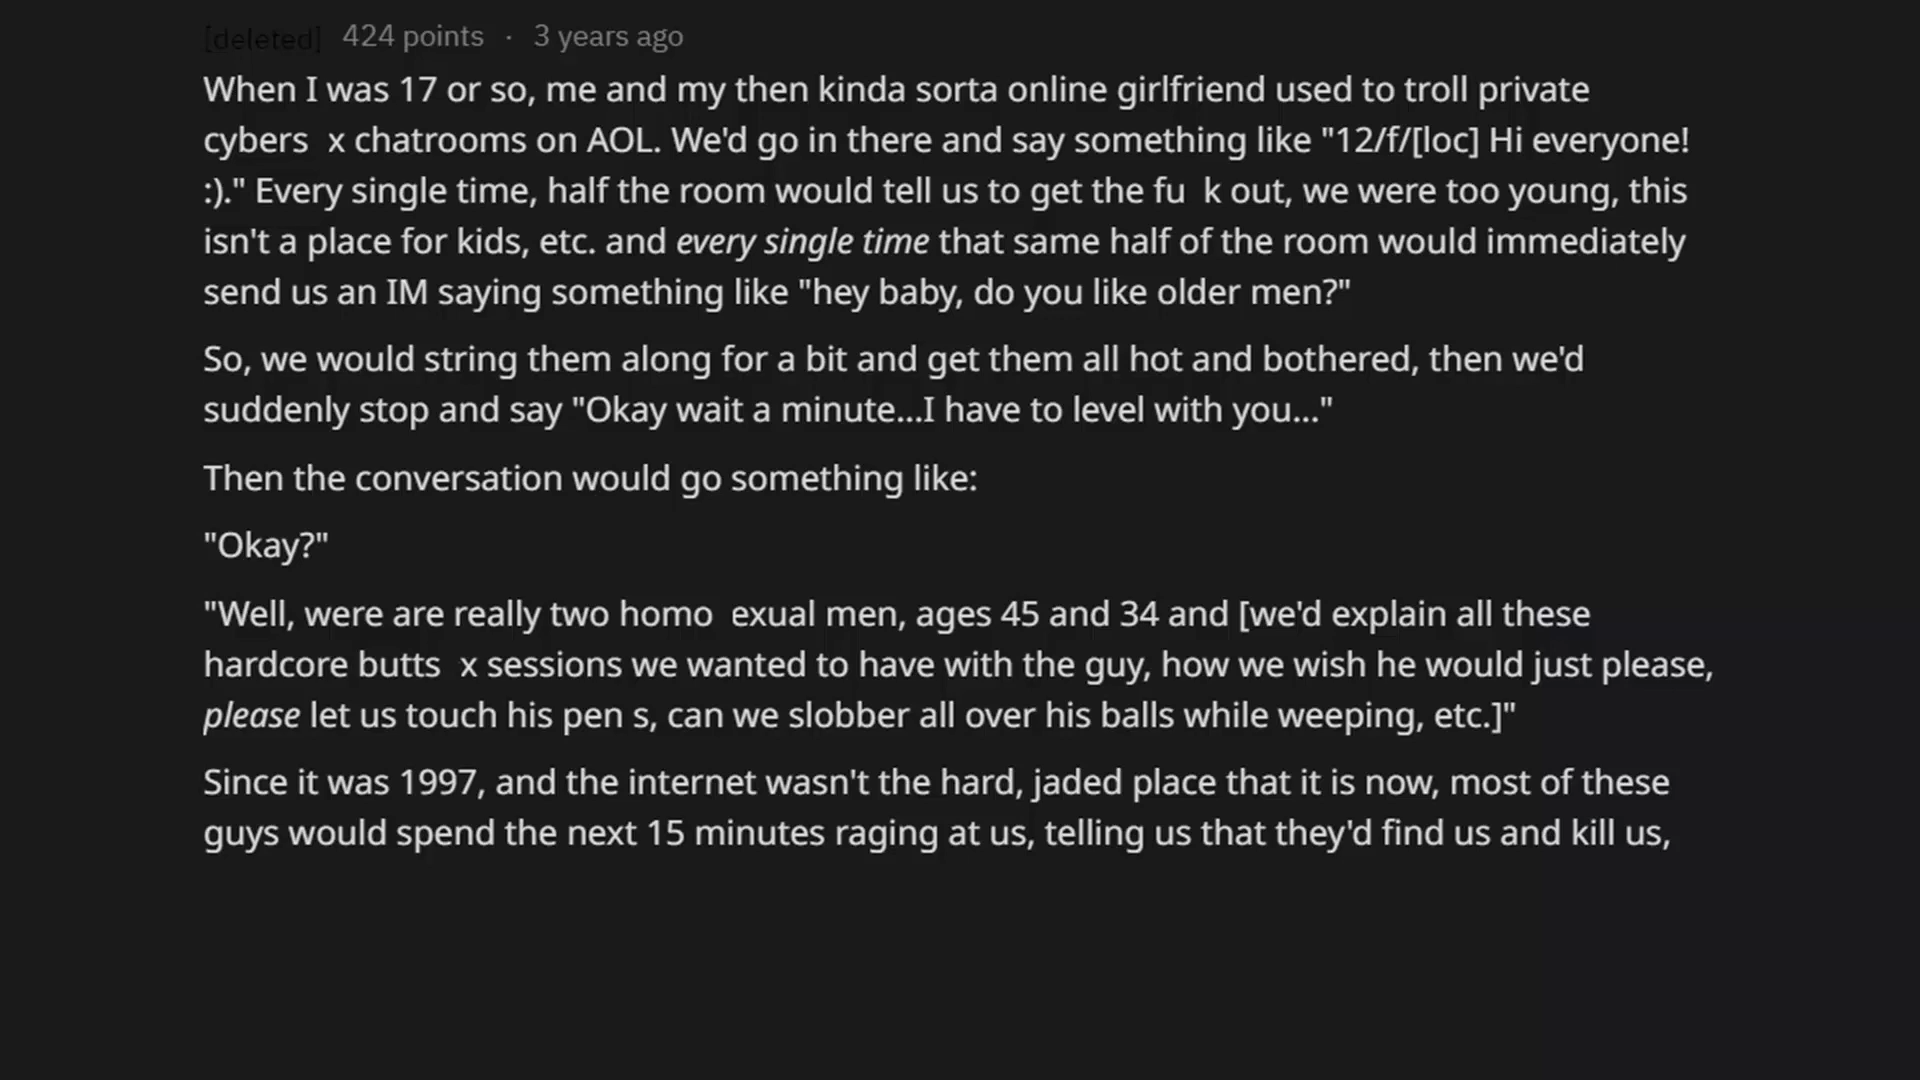 [deleted] 424 points · 3 years ago
When I was 17 or so, me and my then kinda sorta online girlfriend used to troll private
cybers  x chatrooms on AOL. We'd go in there and say something like "12/f/[loc] Hi everyone!
:)." Every single time, half the room would tell us to get the fu  k out, we were too young, this
isn't a place for kids, etc. and every single time that same half of the room would immediately
send us an IM saying something like "hey baby, do you like older men?"
So, we would string them along for a bit and get them all hot and bothered, then we'd
suddenly stop and say "Okay wait a minute...I have to level with you..."
Then the conversation would go something like:
"Okay?"
"Well, were are really two homo  exual men, ages 45 and 34 and [we'd explain all these
hardcore butts  x sessions we wanted to have with the guy, how we wish he would just please,
please let us touch his pen s, can we slobber all over his balls while weeping, etc.]"
Since it was 1997, and the internet wasn't the hard, jaded place that it is now, most of these
guys would spend the next 15 minutes raging at us, telling us that they'd find us and kill us,